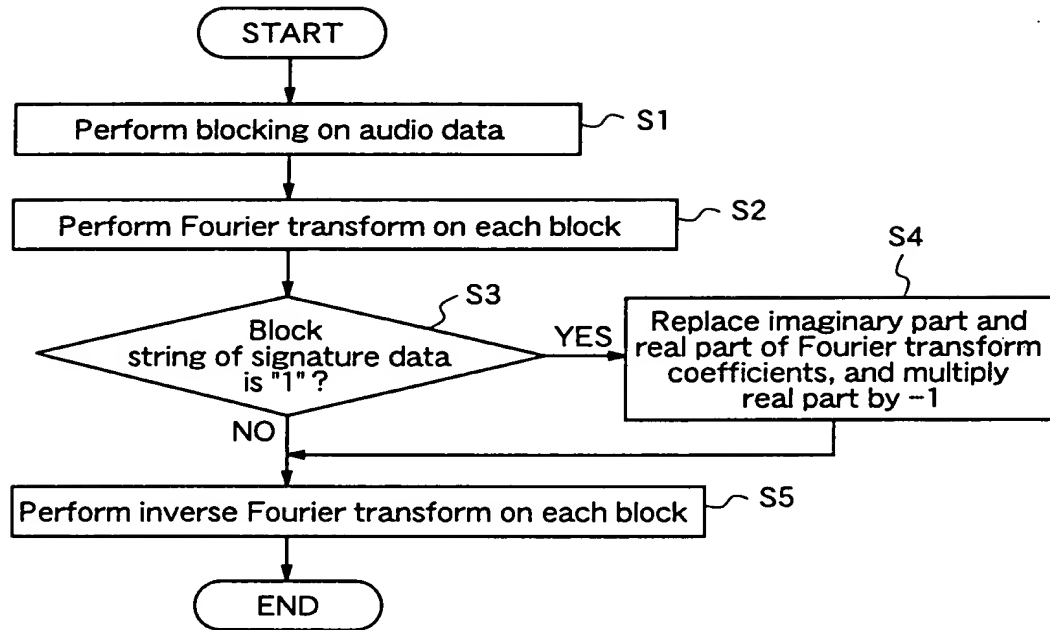 START
Perform blocking on audio data
S1
Perform Fourier transform on each block
S2
Block
string of signature data
is "1" ?
S3
YES
Replace imaginary part and
real part of Fourier transform
coefficients, and multiply
real part by -1
S4
NO
Perform inverse Fourier transform on each block
S5
END